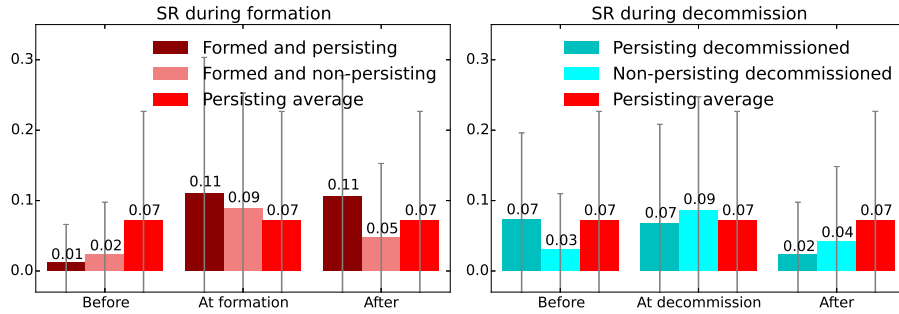 SR during formation
0.3
0.2
0.1
0.0
Formed and persisting
Formed and non-persisting
Persisting average
0.01
0.02
0.07
0.11
0.09
0.07
0.11
0.05
0.07
Before
At formation
After
SR during decommission
0.3
0.2
0.1
0.0
Persisting decommissioned
Non-persisting decommissioned
Persisting average
0.07
0.03
0.07
0.07
0.09
0.07
0.02
0.04
0.07
Before
At decommission
After